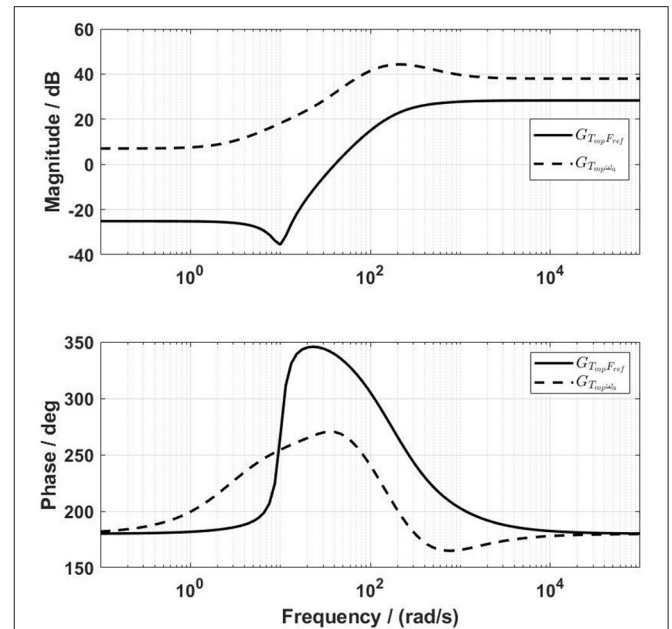 60
40
20
0
-20
-40
Magnitude / dB
G_{T_{mp}F_{ref}}
G_{T_{mp}\omega_a}
10^0 10^2 10^4
350
300
250
200
150
Phase / deg
G_{T_{mp}F_{ref}}
G_{T_{mp}\omega_a}
10^0 10^2 10^4
Frequency / (rad/s)